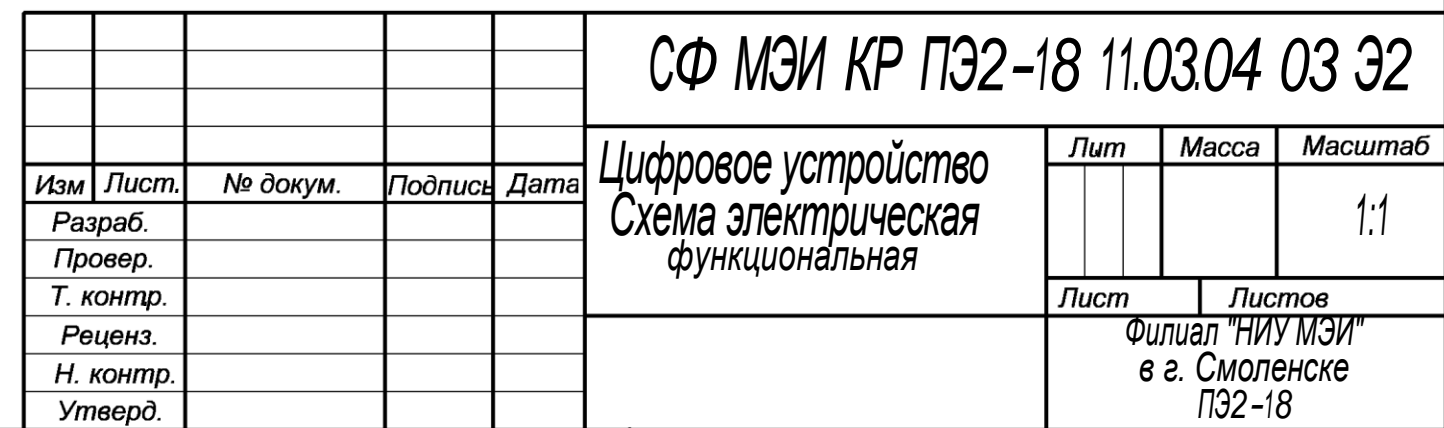 СФ МЭИ КР ПЭ2-18 11.03.04 03 Э2
Цифровое устройство
Схема электрическая
функциональная
Лит Масса Масштаб
1:1
Лист Листов
Филиал "НИУ МЭИ"
в г. Смоленске
ПЭ2-18
Изм Лист. № докум. Подпись Дата
Разраб.
Провер.
Т. контр.
Реценз.
Н. контр.
Утверд.